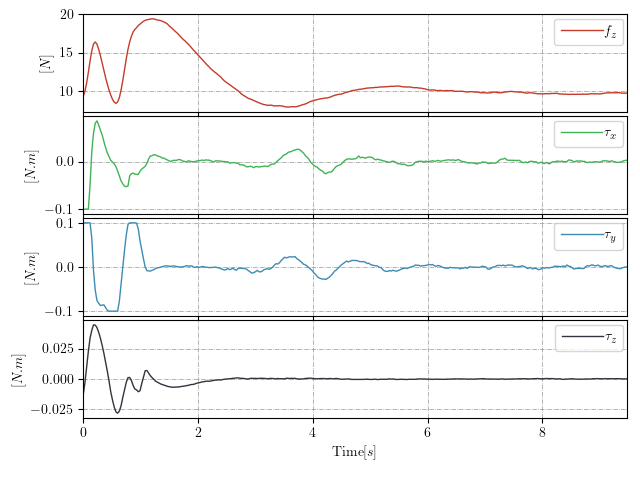 20
15
10
[N]
f_z
0.0
−0.1
[N.m]
τ_x
0.1
0.0
−0.1
[N.m]
τ_y
0.025
0.000
−0.025
[N.m]
τ_z
0 2 4 6 8
Time[s]